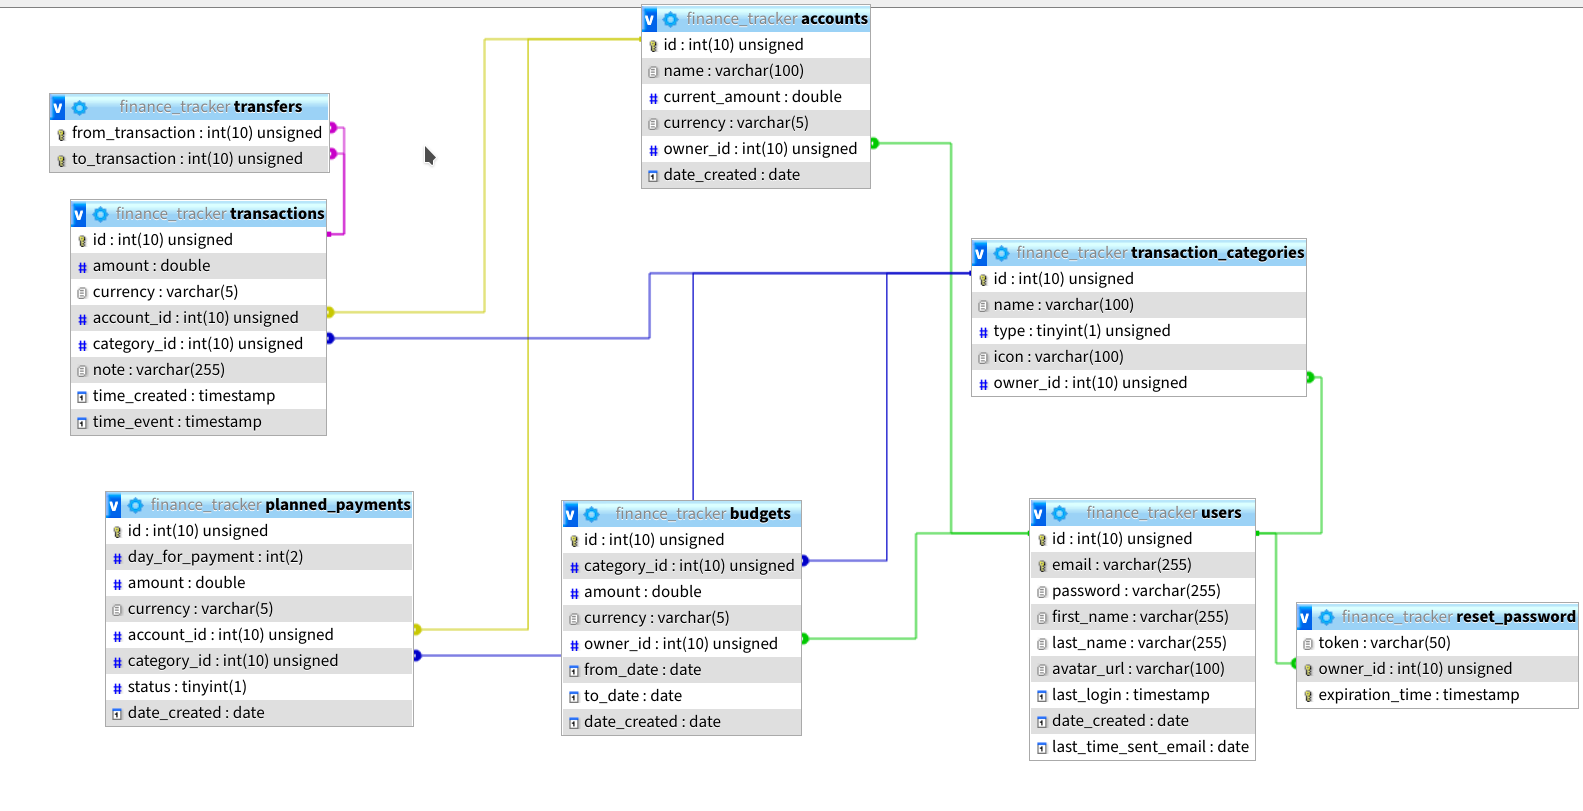 v finance_tracker accounts
id : int(10) unsigned
name : varchar(100)
# current_amount : double
currency : varchar(5)
# owner_id : int(10) unsigned
date_created : date
v finance_tracker transfers
from_transaction : int(10) unsigned
to_transaction : int(10) unsigned
v finance_tracker transactions
id : int(10) unsigned
# amount : double
currency : varchar(5)
# account_id : int(10) unsigned
# category_id : int(10) unsigned
note : varchar(255)
time_created : timestamp
time_event : timestamp
v finance_tracker transaction_categories
id : int(10) unsigned
name : varchar(100)
# type : tinyint(1) unsigned
icon : varchar(100)
# owner_id : int(10) unsigned
v finance_tracker planned_payments
id : int(10) unsigned
# day_for_payment : int(2)
# amount : double
currency : varchar(5)
# account_id : int(10) unsigned
# category_id : int(10) unsigned
# status : tinyint(1)
date_created : date
v finance_tracker budgets
id : int(10) unsigned
# category_id : int(10) unsigned
# amount : double
currency : varchar(5)
# owner_id : int(10) unsigned
from_date : date
to_date : date
date_created : date
v finance_tracker users
id : int(10) unsigned
email : varchar(255)
password : varchar(255)
first_name : varchar(255)
last_name : varchar(255)
avatar_url : varchar(100)
last_login : timestamp
date_created : date
last_time_sent_email : date
v finance_tracker reset_password
token : varchar(50)
owner_id : int(10) unsigned
expiration_time : timestamp